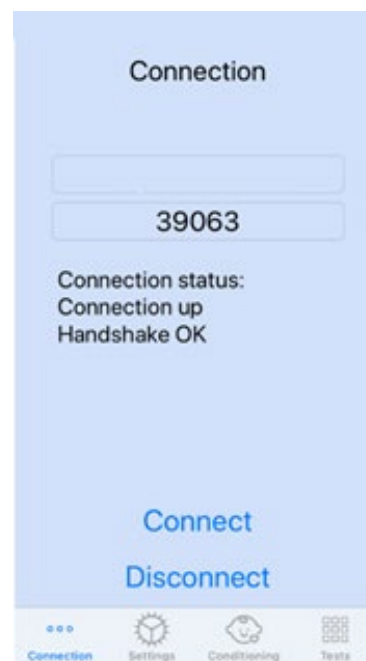 Connection
39063
Connection status:
Connection up
Handshake OK
Connect
Disconnect
Connection Settings Conditioning Tests